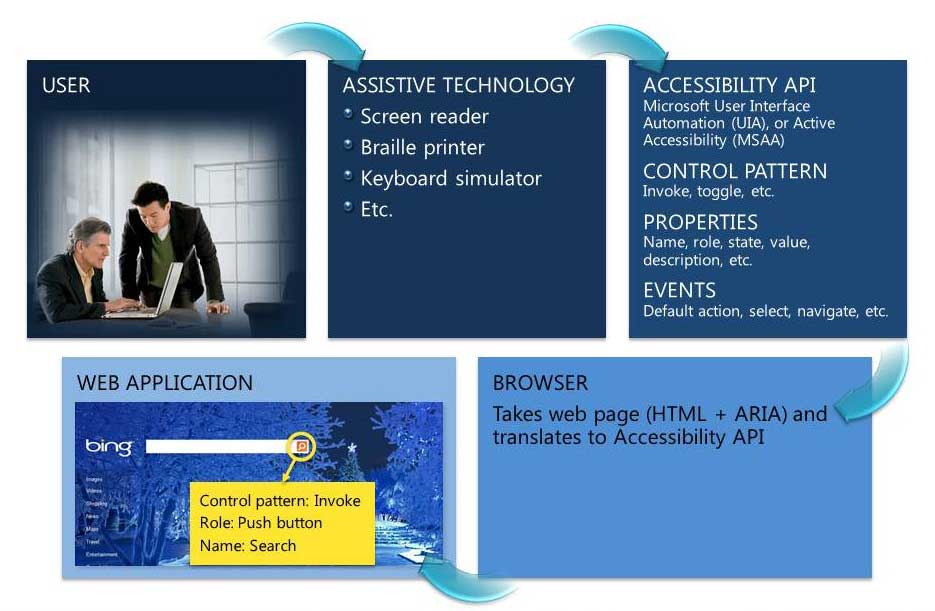 USER
ASSISTIVE TECHNOLOGY
Screen reader
Braille printer
Keyboard simulator
Etc.
ACCESSIBILITY API
Microsoft User Interface
Automation (UIA), or Active
Accessibility (MSAA)
CONTROL PATTERN
Invoke, toggle, etc.
PROPERTIES
Name, role, state, value,
description, etc.
EVENTS
Default action, select, navigate, etc.
WEB APPLICATION
bing
Images
Videos
Shopping
News
Maps
Travel
Entertainment
Control pattern: Invoke
Role: Push button
Name: Search
BROWSER
Takes web page (HTML + ARIA) and
translates to Accessibility API